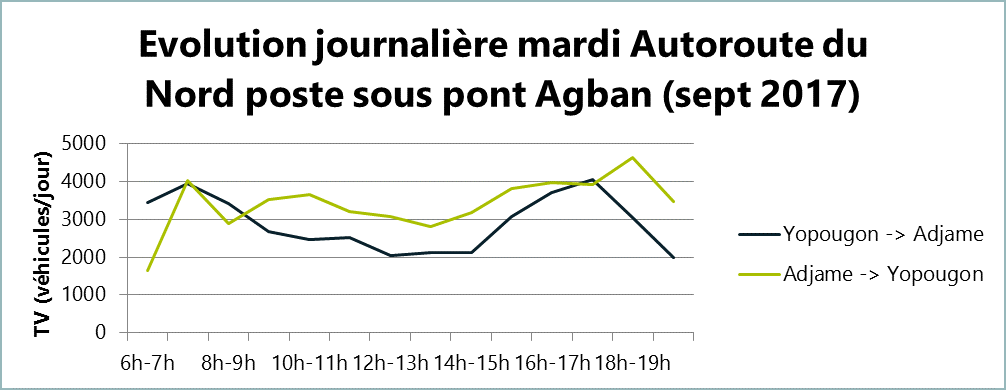 Evolution journalière mardi Autoroute du
Nord poste sous pont Agban (sept 2017)
TV (véhicules/jour)
5000
4000
3000
2000
1000
0
6h-7h 8h-9h 10h-11h 12h-13h 14h-15h 16h-17h 18h-19h
Yopougon -> Adjame
Adjame -> Yopougon